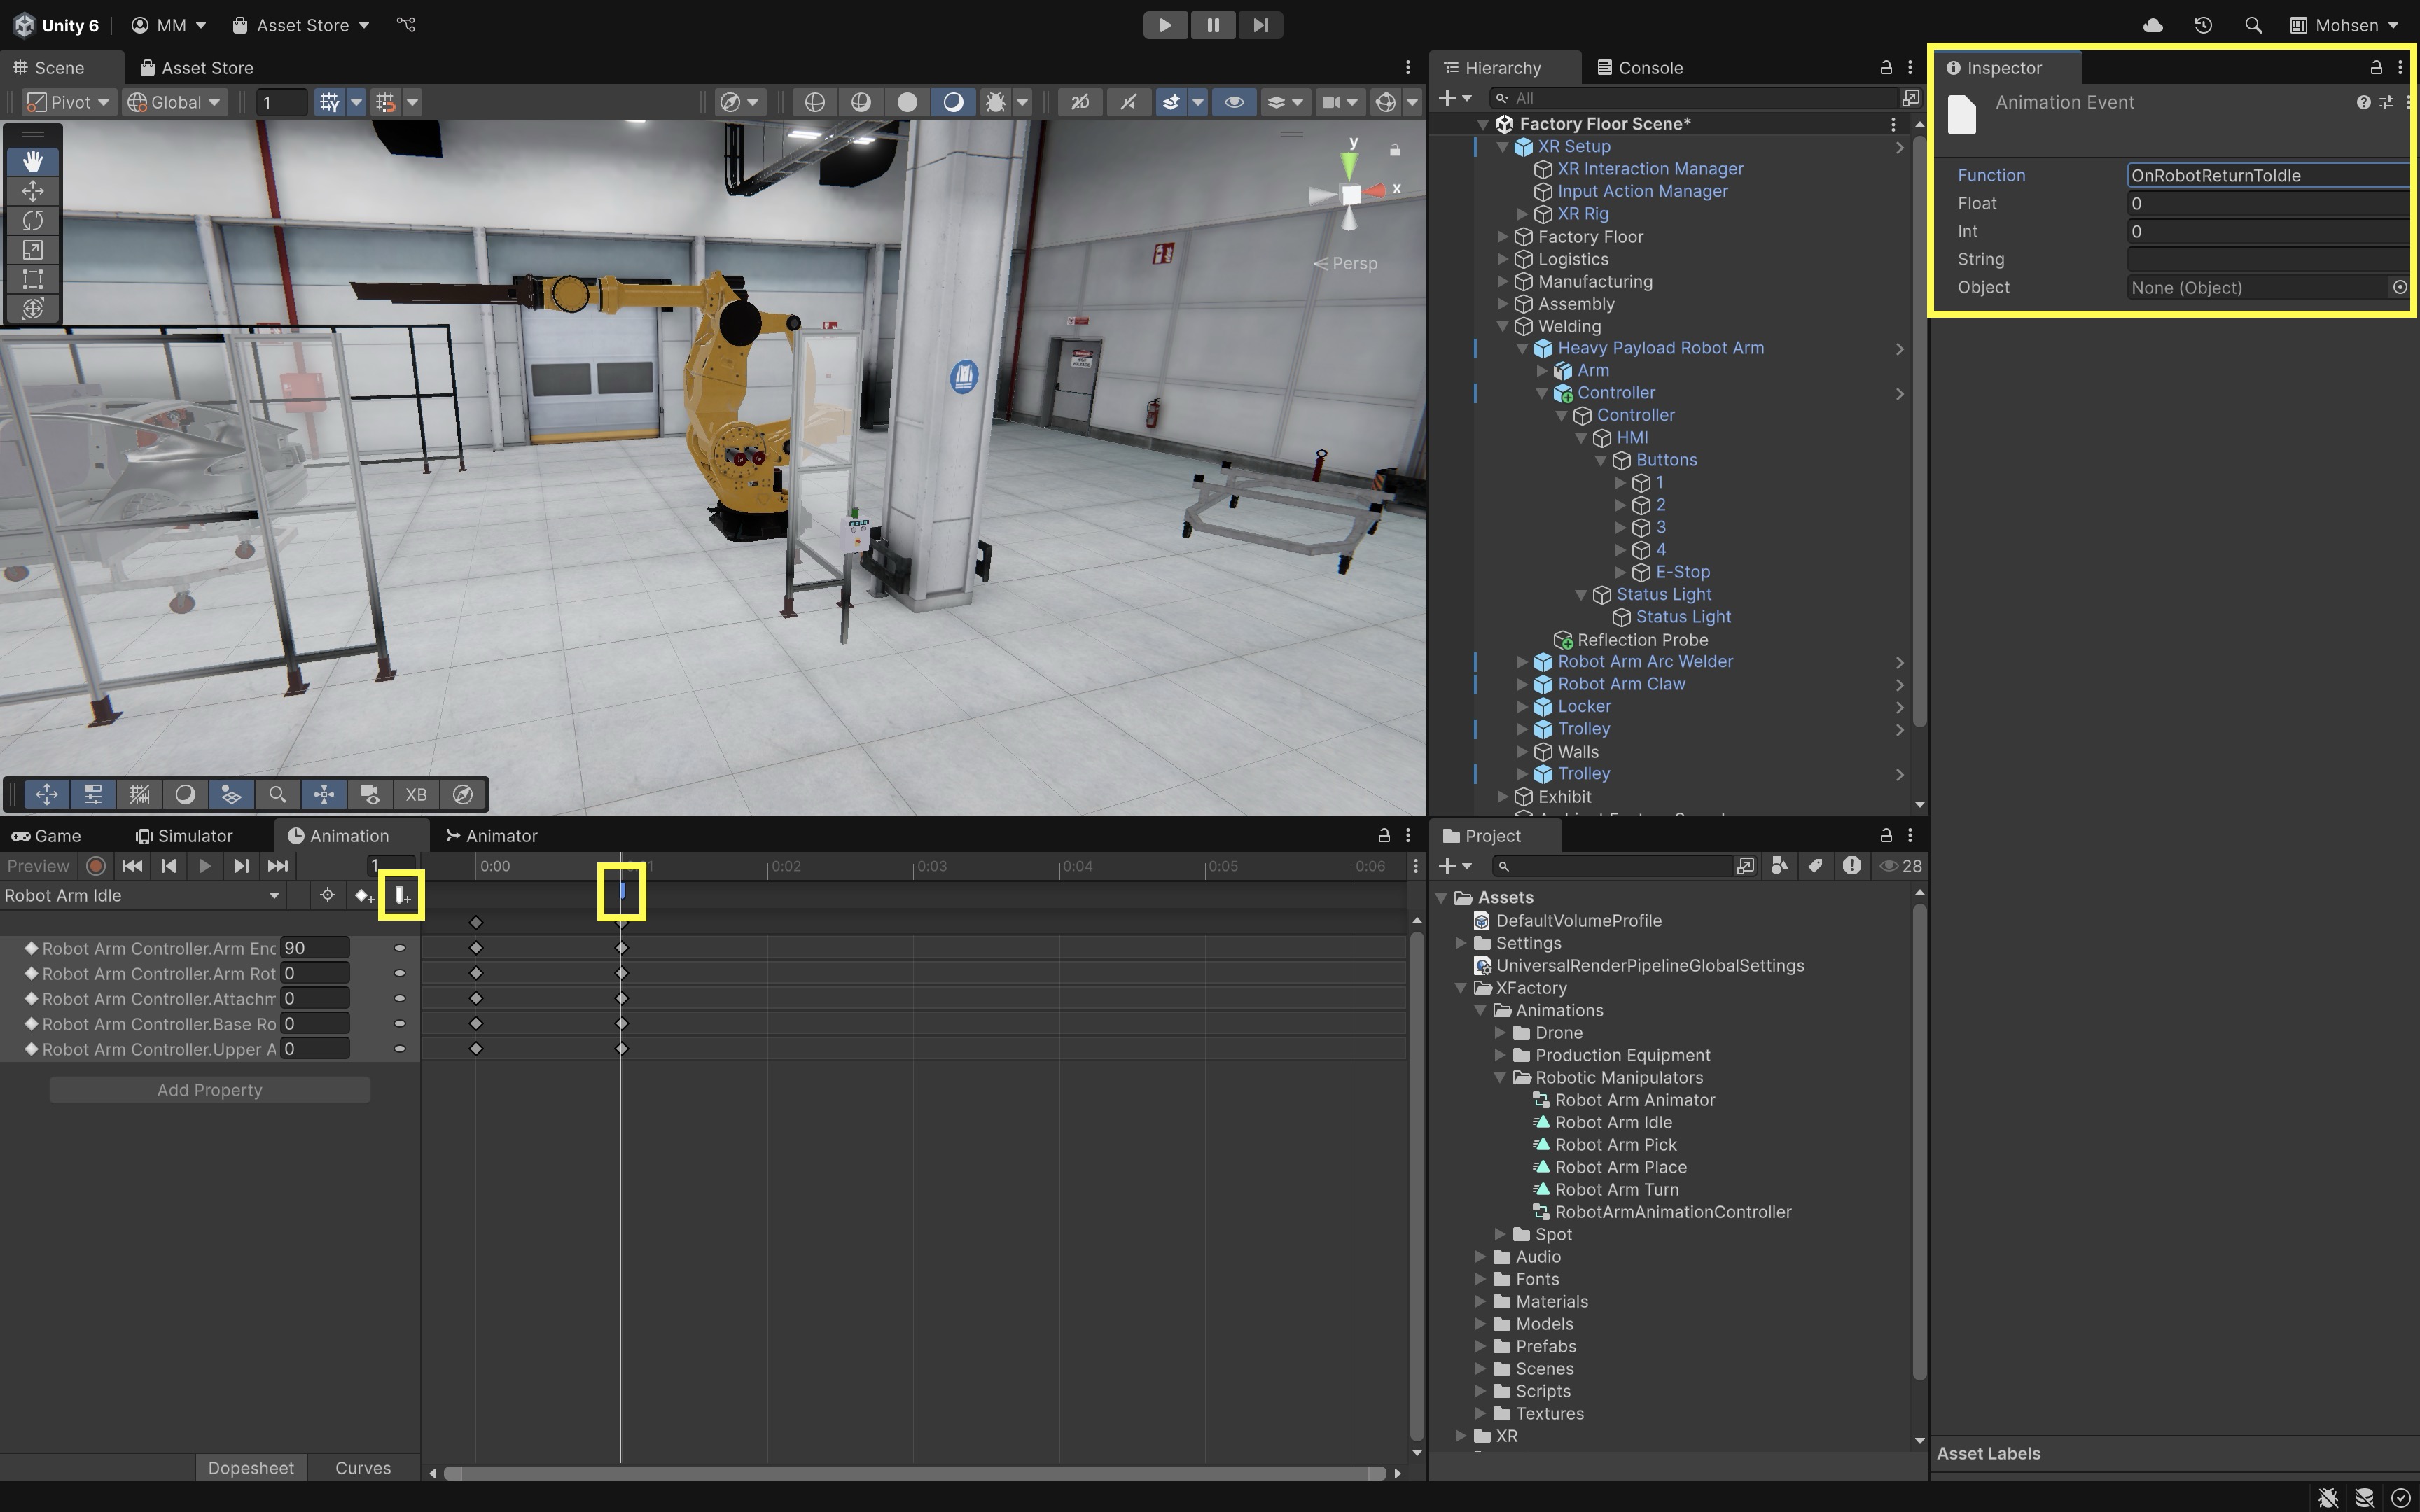 Unity 6
MM
Asset Store
Mohsen
Scene
Asset Store
Pivot
Global
1
2D
y
x
Persp
XB
Hierarchy
Console
All
Factory Floor Scene*
XR Setup
XR Interaction Manager
Input Action Manager
XR Rig
Factory Floor
Logistics
Manufacturing
Assembly
Welding
Heavy Payload Robot Arm
Arm
Controller
Controller
HMI
Buttons
1
2
3
4
E-Stop
Status Light
Status Light
Reflection Probe
Robot Arm Arc Welder
Robot Arm Claw
Locker
Trolley
Walls
Trolley
Exhibit
Inspector
Animation Event
Function
OnRobotReturnToIdle
Float
0
Int
0
String
Object
None (Object)
Asset Labels
Game
Simulator
Animation
Animator
Preview
1
0:00
0:02
0:03
0:04
0:05
0:06
Robot Arm Idle
Robot Arm Controller.Arm Enc
90
Robot Arm Controller.Arm Rot
0
Robot Arm Controller.Attachm
0
Robot Arm Controller.Base Ro
0
Robot Arm Controller.Upper A
0
Add Property
Dopesheet
Curves
Project
28
Assets
DefaultVolumeProfile
Settings
UniversalRenderPipelineGlobalSettings
XFactory
Animations
Drone
Production Equipment
Robotic Manipulators
Robot Arm Animator
Robot Arm Idle
Robot Arm Pick
Robot Arm Place
Robot Arm Turn
RobotArmAnimationController
Spot
Audio
Fonts
Materials
Models
Prefabs
Scenes
Scripts
Textures
XR